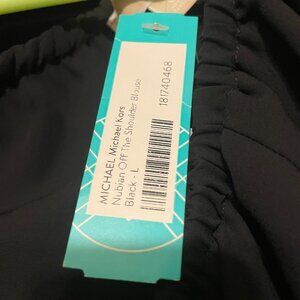 MICHAEL Michael Kors
Nubian Off The Shoulder Blouse
Black - L
181740468